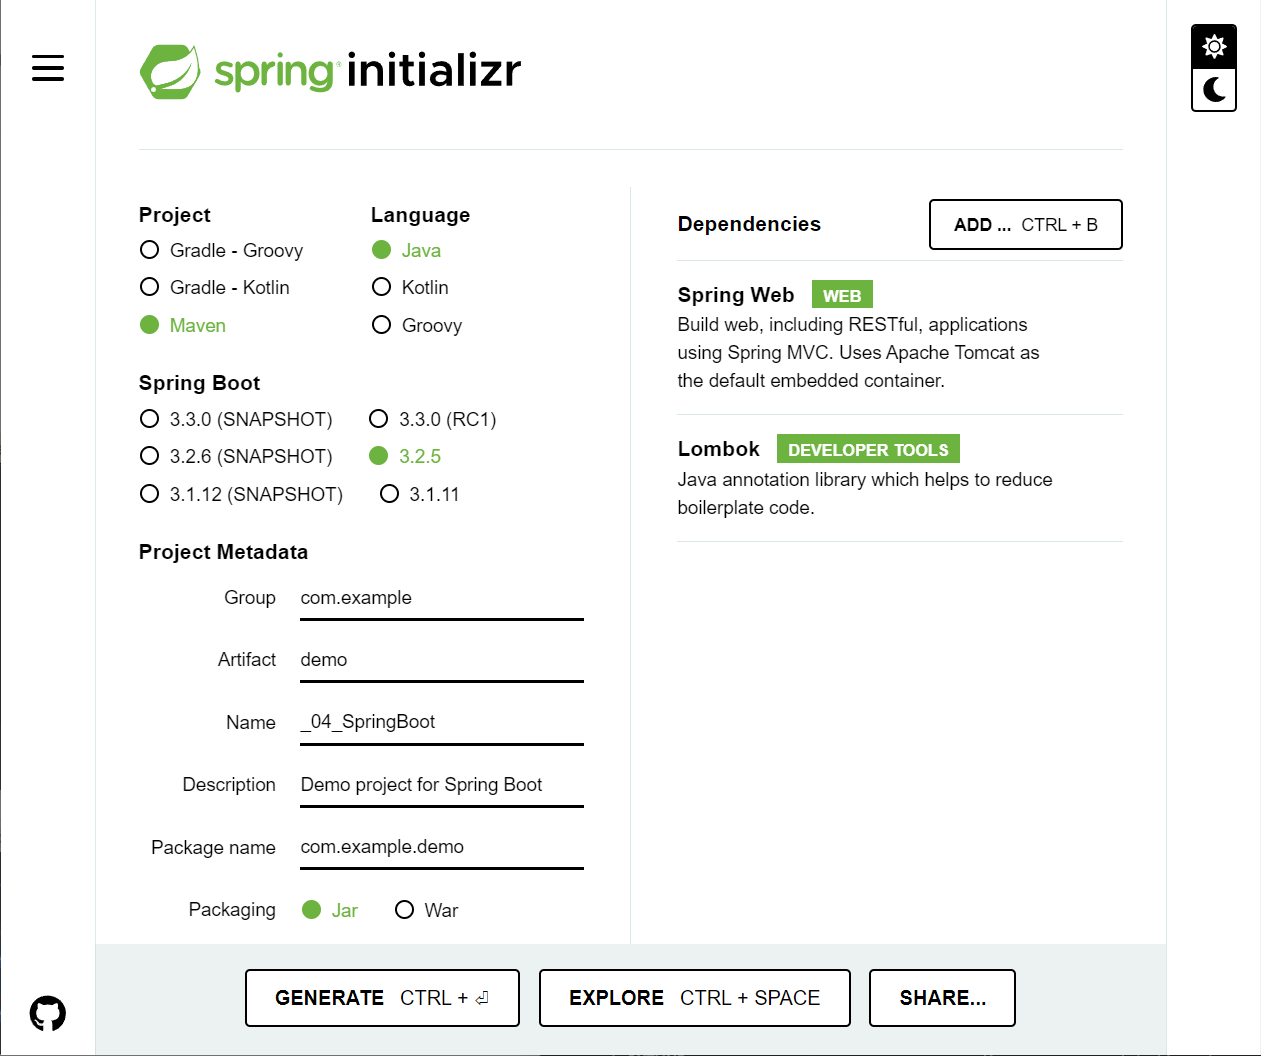 spring initializr
Project
Gradle - Groovy
Gradle - Kotlin
Maven
Language
Java
Kotlin
Groovy
Spring Boot
3.3.0 (SNAPSHOT) 3.3.0 (RC1)
3.2.6 (SNAPSHOT) 3.2.5
3.1.12 (SNAPSHOT) 3.1.11
Project Metadata
Group com.example
Artifact demo
Name _04_SpringBoot
Description Demo project for Spring Boot
Package name com.example.demo
Packaging Jar War
Dependencies
ADD ... CTRL + B
Spring Web WEB
Build web, including RESTful, applications
using Spring MVC. Uses Apache Tomcat as
the default embedded container.
Lombok DEVELOPER TOOLS
Java annotation library which helps to reduce
boilerplate code.
GENERATE CTRL + ⏎
EXPLORE CTRL + SPACE
SHARE...